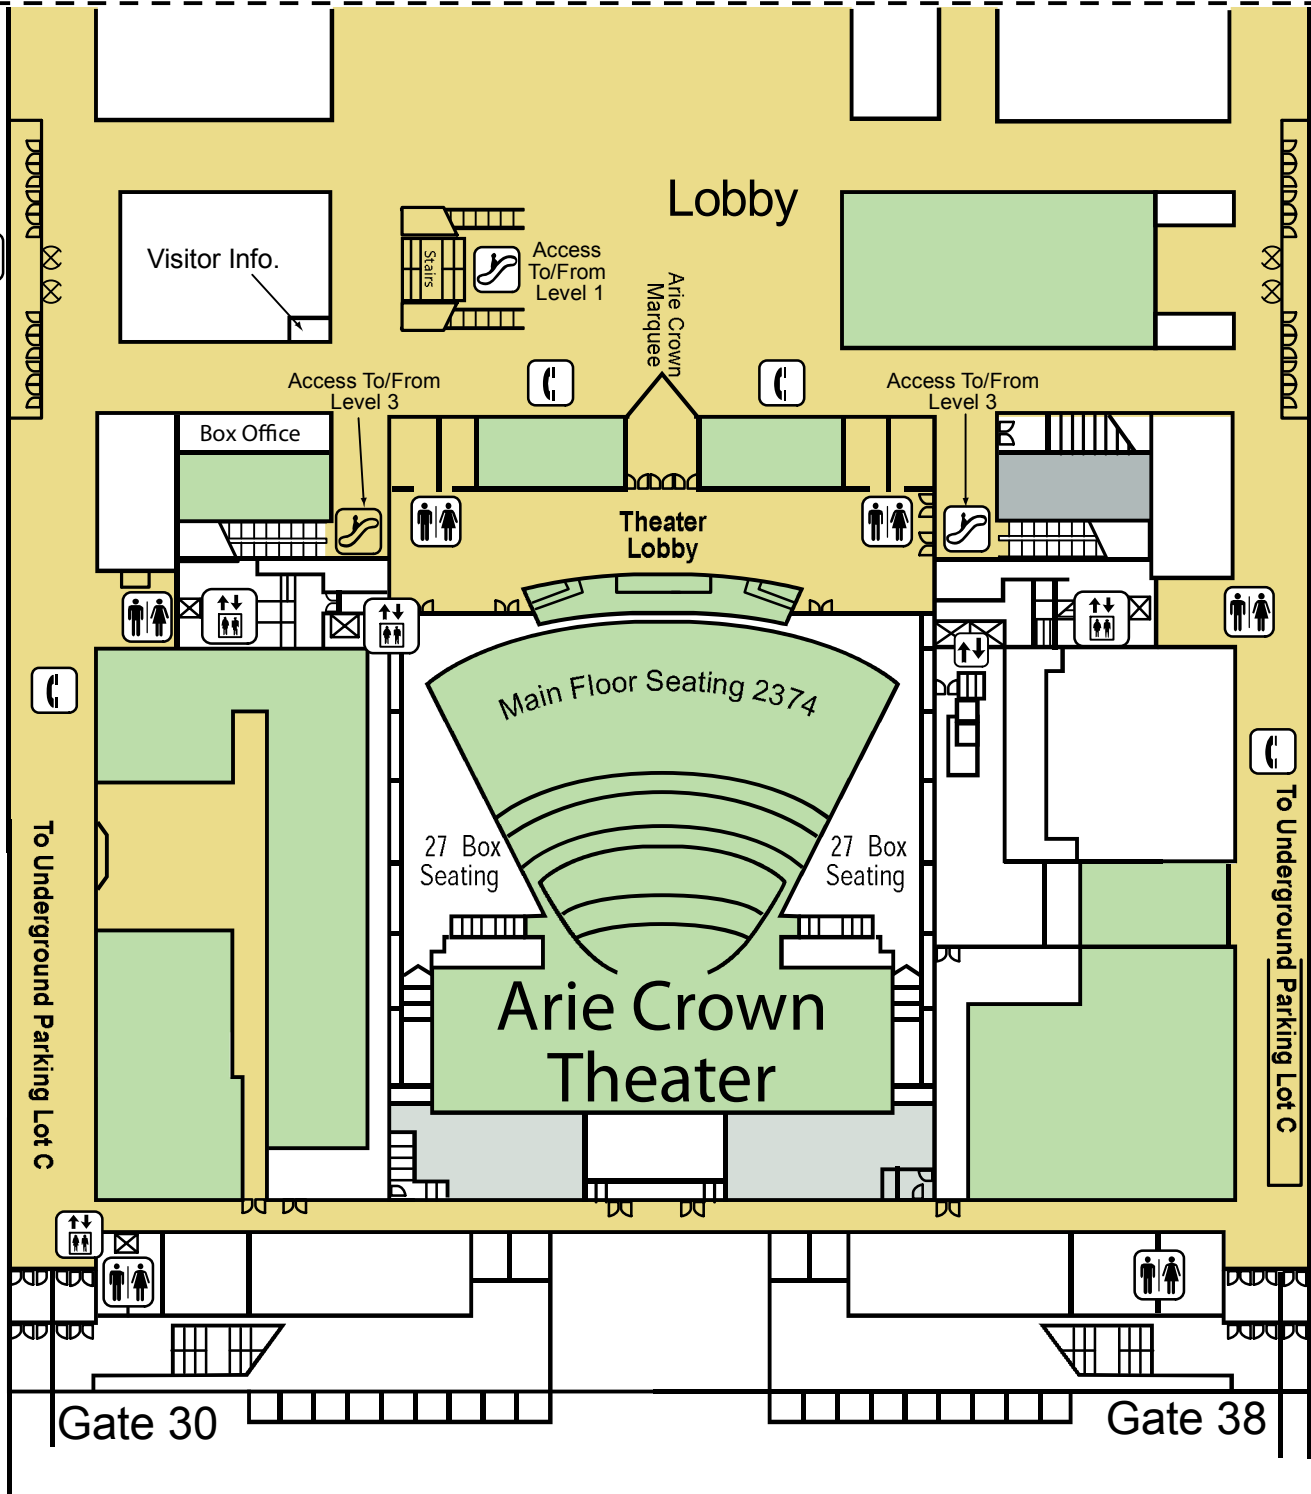 Lobby
Visitor Info.
Stairs
Access
To/From
Level 1
Arie Crown
Marquee
Access To/From
Level 3
Access To/From
Level 3
Box Office
Theater
Lobby
Main Floor Seating 2374
27 Box
Seating
27 Box
Seating
To Underground Parking Lot C
To Underground Parking Lot C
Arie Crown
Theater
Gate 30
Gate 38